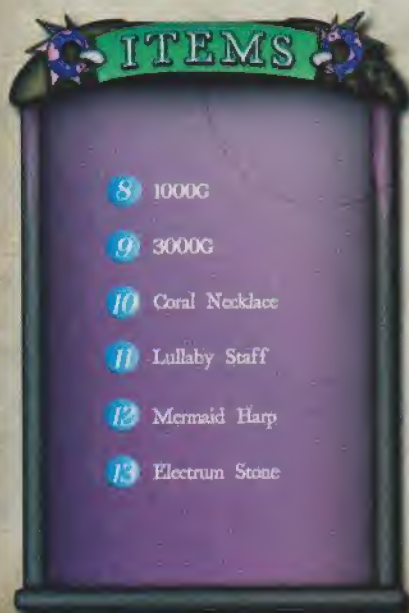 ITEMS
8 1000G
9 3000G
10 Coral Necklace
11 Lullaby Staff
12 Mermaid Harp
13 Electrum Stone